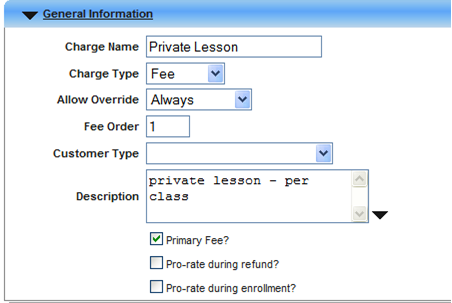 General Information
Charge Name Private Lesson
Charge Type Fee
Allow Override Always
Fee Order 1
Customer Type
Description private lesson - per
class
Primary Fee?
Pro-rate during refund?
Pro-rate during enrollment?